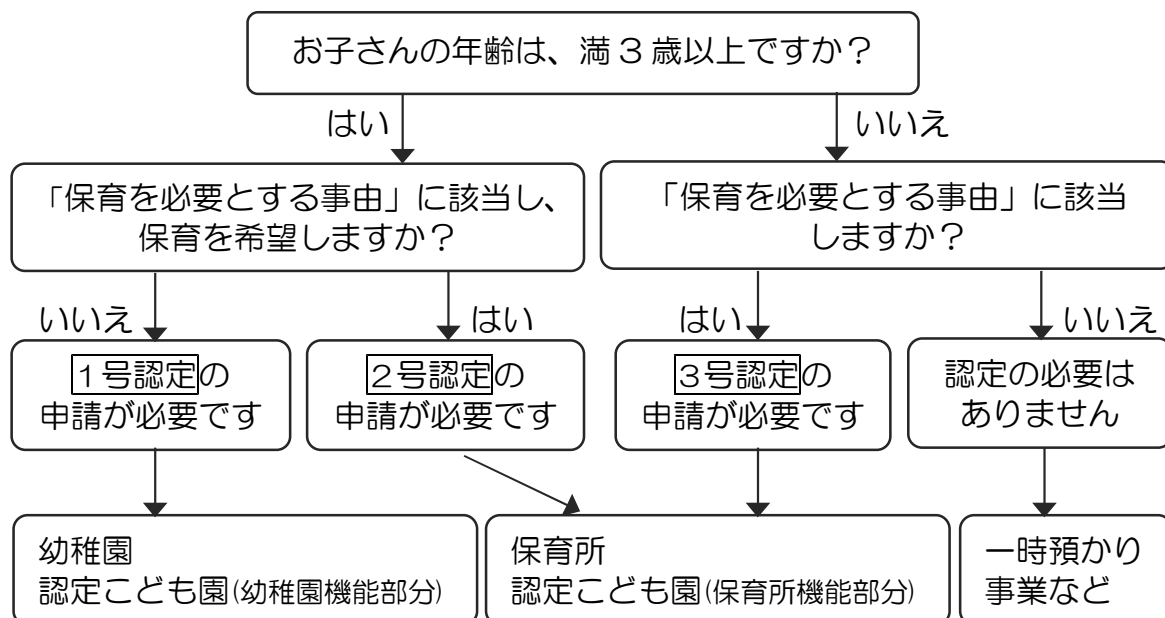 お子さんの年齢は、満3歳以上ですか？
はい
いいえ
「保育を必要とする事由」に該当し、
保育を希望しますか？
「保育を必要とする事由」に該当
しますか？
いいえ
はい
はい
いいえ
1号認定の
申請が必要です
2号認定の
申請が必要です
3号認定の
申請が必要です
認定の必要は
ありません
幼稚園
認定こども園(幼稚園機能部分)
保育所
認定こども園(保育所機能部分)
一時預かり
事業など